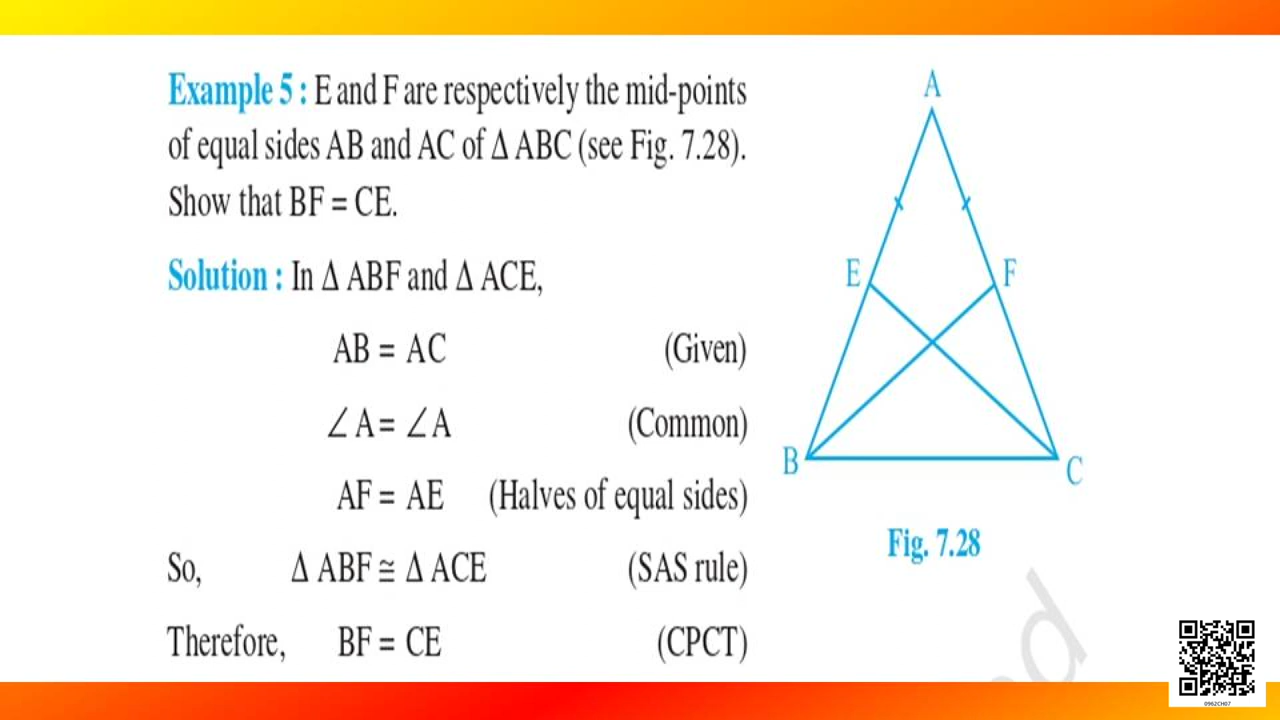 Example 5 : E and F are respectively the mid-points
of equal sides AB and AC of Δ ABC (see Fig. 7.28).
Show that BF = CE.
Solution : In Δ ABF and Δ ACE,
AB = AC (Given)
∠ A = ∠ A (Common)
AF = AE (Halves of equal sides)
So, Δ ABF ≅ Δ ACE (SAS rule)
Therefore, BF = CE (CPCT)
A
E F
B C
Fig. 7.28
0962CH07